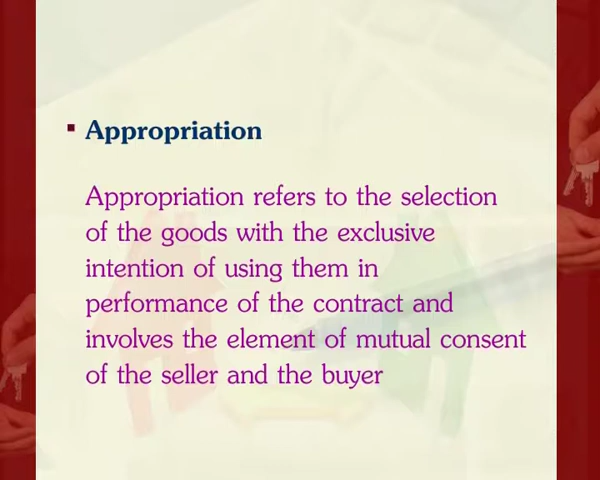 ▪ Appropriation
Appropriation refers to the selection
of the goods with the exclusive
intention of using them in
performance of the contract and
involves the element of mutual consent
of the seller and the buyer